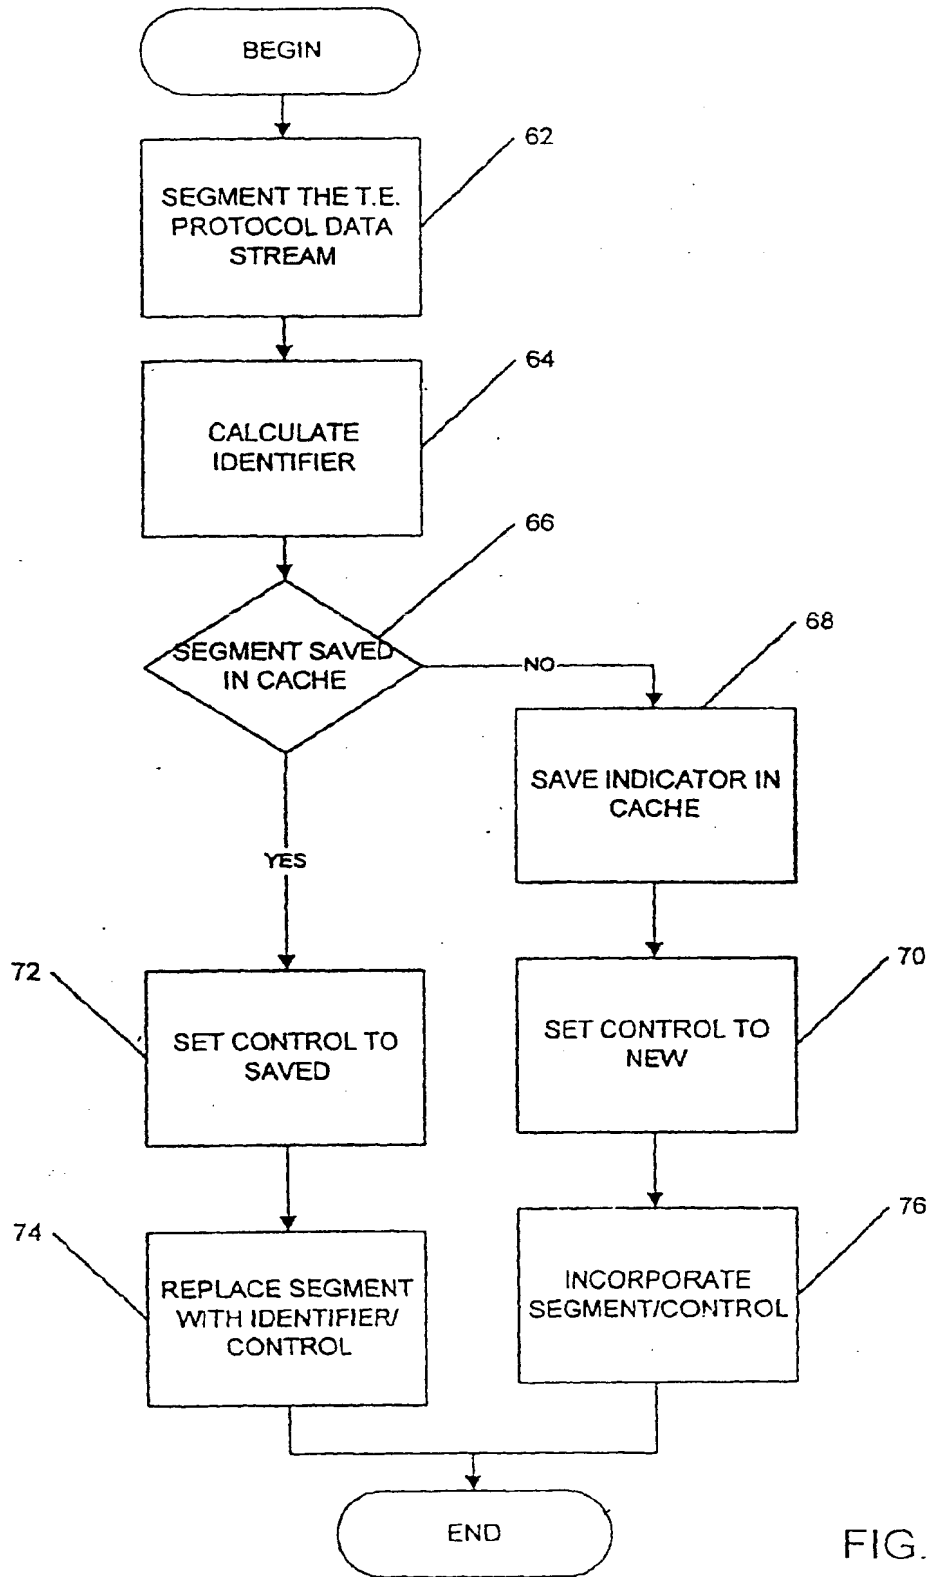 BEGIN
62
SEGMENT THE T.E.
PROTOCOL DATA
STREAM
64
CALCULATE
IDENTIFIER
66
SEGMENT SAVED
IN CACHE
NO
68
SAVE INDICATOR IN
CACHE
YES
72
SET CONTROL TO
SAVED
70
SET CONTROL TO
NEW
74
REPLACE SEGMENT
WITH IDENTIFIER/
CONTROL
76
INCORPORATE
SEGMENT/CONTROL
END
FIG.